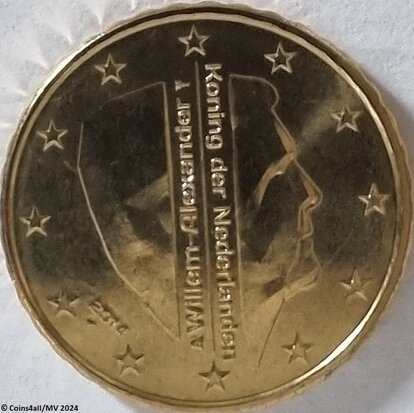 Willem-Alexander
Koning der Nederlanden
2014
© Coins4all/MV 2024